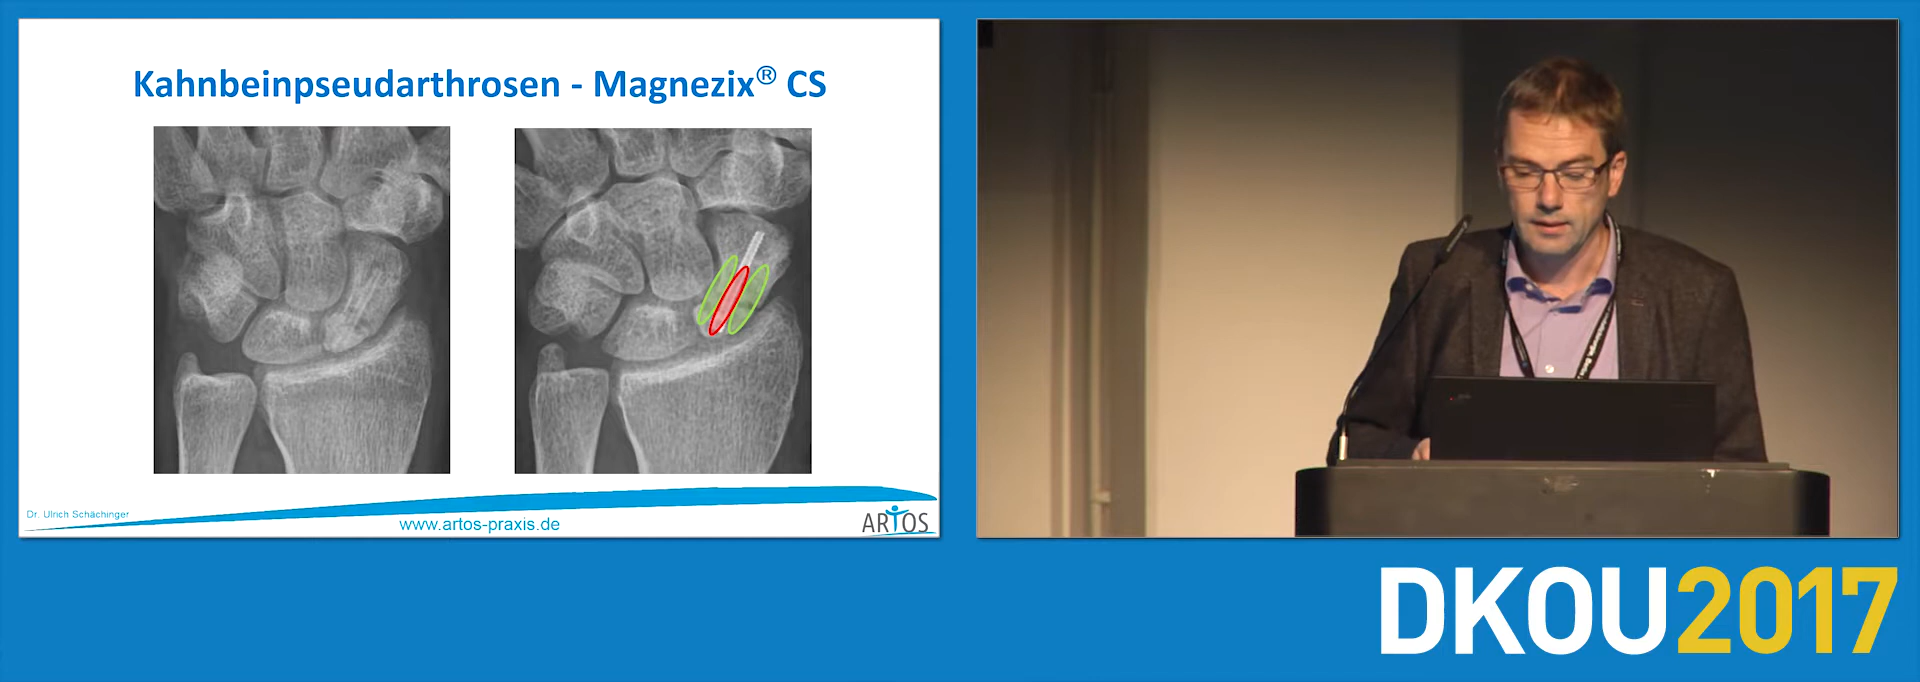 Kahnbeinpseudarthrosen - Magnezix® CS
Dr. Ulrich Schächinger
www.artos-praxis.de
ARTOS
DKOU2017